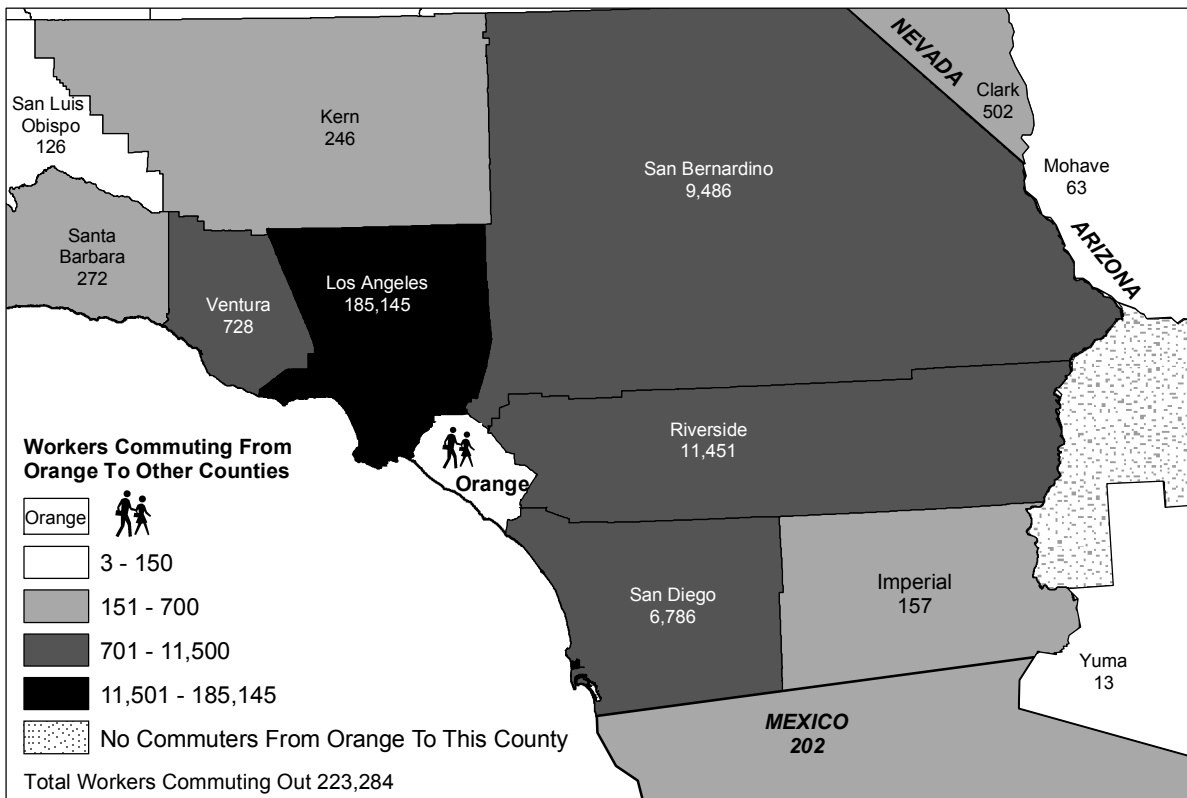 NEVADA
Clark
502
San Luis
Obispo
126
Kern
246
San Bernardino
9,486
Mohave
63
ARIZONA
Santa
Barbara
272
Ventura
728
Los Angeles
185,145
Riverside
11,451
Orange
San Diego
6,786
Imperial
157
Yuma
13
MEXICO
202
Workers Commuting From
Orange To Other Counties
Orange
3 - 150
151 - 700
701 - 11,500
11,501 - 185,145
No Commuters From Orange To This County
Total Workers Commuting Out 223,284